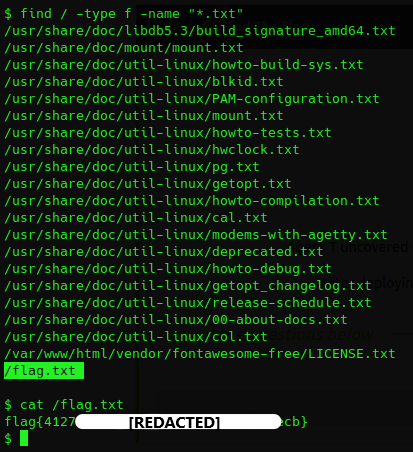 $ find / -type f -name "*.txt"
/usr/share/doc/libdb5.3/build_signature_amd64.txt
/usr/share/doc/mount/mount.txt
/usr/share/doc/util-linux/howto-build-sys.txt
/usr/share/doc/util-linux/blkid.txt
/usr/share/doc/util-linux/PAM-configuration.txt
/usr/share/doc/util-linux/mount.txt
/usr/share/doc/util-linux/howto-tests.txt
/usr/share/doc/util-linux/hwclock.txt
/usr/share/doc/util-linux/pg.txt
/usr/share/doc/util-linux/getopt.txt
/usr/share/doc/util-linux/howto-compilation.txt
/usr/share/doc/util-linux/cal.txt
/usr/share/doc/util-linux/modems-with-agetty.txt
/usr/share/doc/util-linux/deprecated.txt
/usr/share/doc/util-linux/howto-debug.txt
/usr/share/doc/util-linux/getopt_changelog.txt
/usr/share/doc/util-linux/release-schedule.txt
/usr/share/doc/util-linux/00-about-docs.txt
/usr/share/doc/util-linux/col.txt
/var/www/html/vendor/fontawesome-free/LICENSE.txt
/flag.txt
$ cat /flag.txt
flag{4127 [REDACTED] ecb}
$